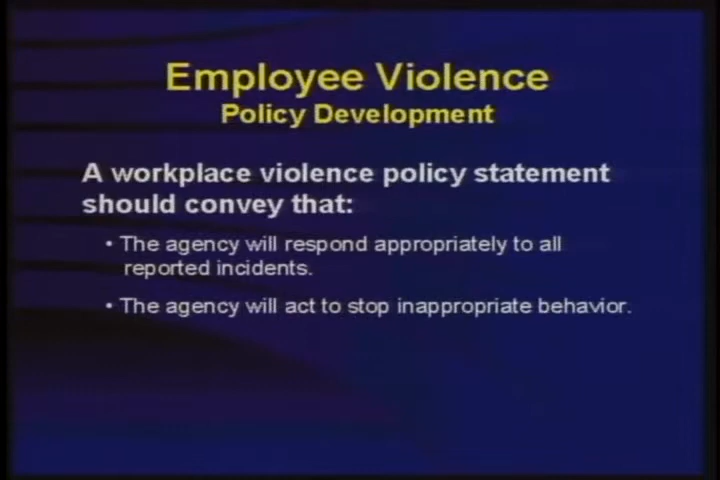 Employee Violence
Policy Development
A workplace violence policy statement
should convey that:
• The agency will respond appropriately to all
reported incidents.
• The agency will act to stop inappropriate behavior.